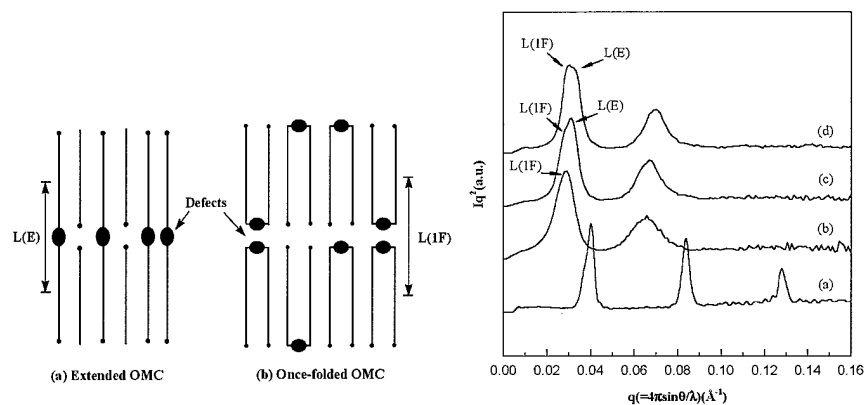 L(E)
Defects
L(1F)
(a) Extended OMC
(b) Once-folded OMC
Iq²(a.u.)
L(1F)
L(E)
(d)
L(1F)
L(E)
(c)
L(1F)
(b)
(a)
0.00 0.02 0.04 0.06 0.08 0.10 0.12 0.14 0.16
q(=4πsinθ/λ)(Å⁻¹)